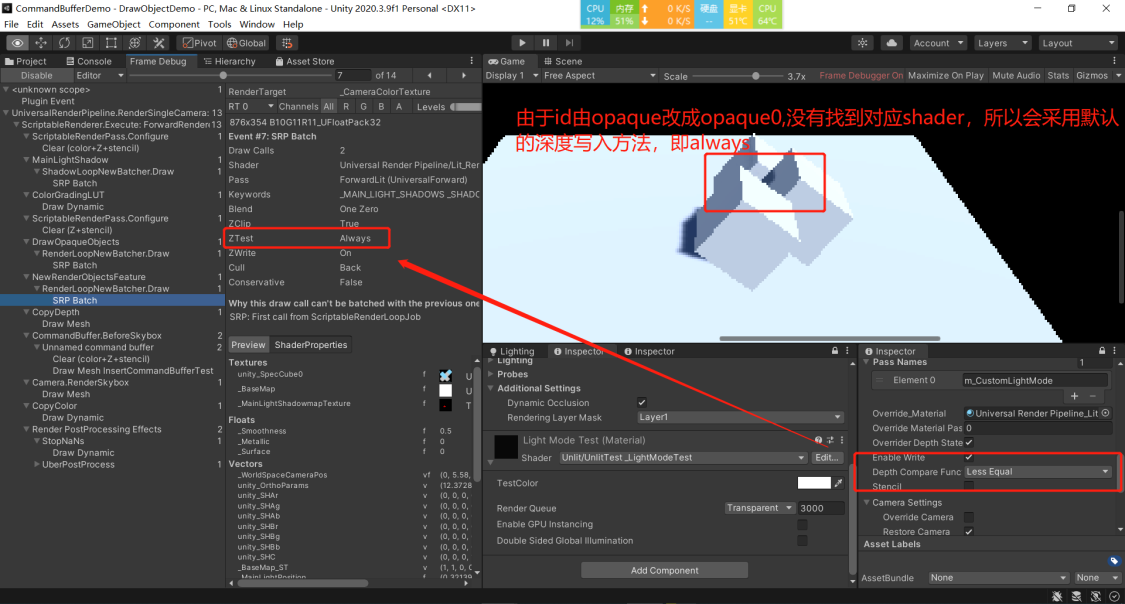 CommandBufferDemo - DrawObjectDemo - PC, Mac & Linux Standalone - Unity 2020.3.9f1 Personal <DX11>
CPU 内存 0 K/S 硬盘 显卡 CPU
12% 51% 0 K/S -- 51℃ 64℃
File Edit Assets GameObject Component Tools Window Help
Pivot Global Account Layers Layout
Project Console Frame Debug Hierarchy Asset Store
Disable Editor 7 of 14
<unknown scope> 1
Plugin Event
UniversalRenderPipeline.RenderSingleCamera: 13
ScriptableRenderer.Execute: ForwardRender 13
ScriptableRenderPass.Configure 1
Clear (color+Z+stencil)
MainLightShadow 1
ShadowLoopNewBatcher.Draw 1
SRP Batch
ColorGradingLUT 1
Draw Dynamic
ScriptableRenderPass.Configure 1
Clear (Z+stencil)
DrawOpaqueObjects 1
RenderLoopNewBatcher.Draw 1
SRP Batch
NewRenderObjectsFeature 1
RenderLoopNewBatcher.Draw 1
SRP Batch
CopyDepth 1
Draw Mesh
CommandBuffer.BeforeSkybox 2
Unnamed command buffer 2
Clear (color+Z+stencil)
Draw Mesh InsertCommandBufferTest
Camera.RenderSkybox 1
Draw Mesh
CopyColor 1
Draw Dynamic
Render PostProcessing Effects 2
StopNaNs 1
Draw Dynamic
UberPostProcess 1
RenderTarget _CameraColorTexture
RT 0 Channels All R G B A Levels
876x354 B10G11R11_UFloatPack32
Event #7: SRP Batch
Draw Calls 2
Shader Universal Render Pipeline/Lit_Re
Pass ForwardLit (UniversalForward)
Keywords _MAIN_LIGHT_SHADOWS _SHADO
Blend One Zero
ZClip True
ZTest Always
ZWrite On
Cull Back
Conservative False
Why this draw call can't be batched with the previous one
SRP: First call from ScriptableRenderLoopJob
Preview ShaderProperties
Textures
unity_SpecCube0 f U
_BaseMap f U
_MainLightShadowmapTexture f T
Floats
_Smoothness f 0.5
_Metallic f 0
_Surface f 0
Vectors
_WorldSpaceCameraPos vf (0, 5.58,
unity_OrthoParams v (12.3728
unity_SHAr v (0, 0, 0,
unity_SHAg v (0, 0, 0,
unity_SHAb v (0, 0, 0,
unity_SHBr v (0, 0, 0,
unity_SHBg v (0, 0, 0,
unity_SHBb v (0, 0, 0,
unity_SHC v (0, 0, 0,
_BaseMap_ST v (1, 1, 0,
_MainLightPosition f (0.32139
Game Scene
Display 1 Free Aspect Scale 3.7x Frame Debugger On Maximize On Play Mute Audio Stats Gizmos
由于id由opaque改成opaque0,没有找到对应shader，所以会采用默认
的深度写入方法，即always
Lighting Inspector Inspector
Lighting
Probes
Additional Settings
Dynamic Occlusion
Rendering Layer Mask Layer1
Light Mode Test (Material)
Shader Unlit/UnlitTest _LightModeTest Edit...
TestColor
Render Queue Transparent 3000
Enable GPU Instancing
Double Sided Global Illumination
Add Component
Inspector
Pass Names 1
Element 0 m_CustomLightMode
Override_Material Universal Render Pipeline_Lit
Override Material Pas 0
Overrider Depth State
Enable Write
Depth Compare Func Less Equal
Stencil
Camera Settings
Override Camera
Restore Camera
Asset Labels
AssetBundle None None